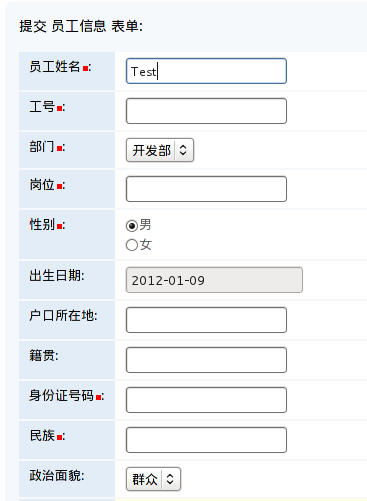 提交 员工信息 表单:
员工姓名: Test
工号:
部门: 开发部
岗位:
性别: 男
女
出生日期: 2012-01-09
户口所在地:
籍贯:
身份证号码:
民族:
政治面貌: 群众